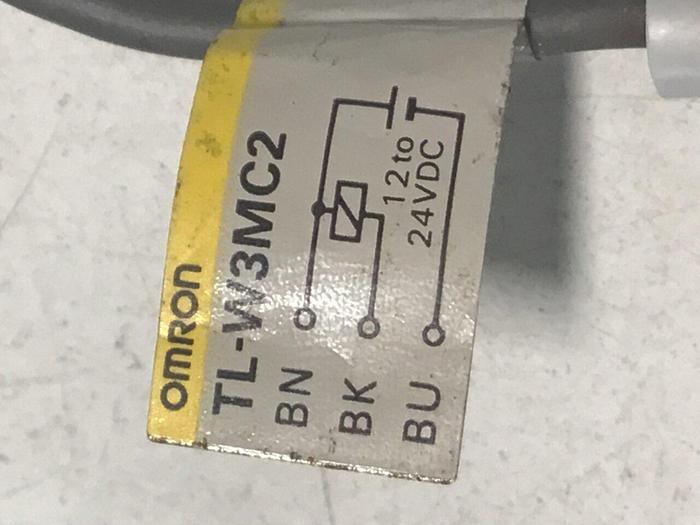 OMRON
TL-W3MC2
BN
BK
BU
12 to
24VDC